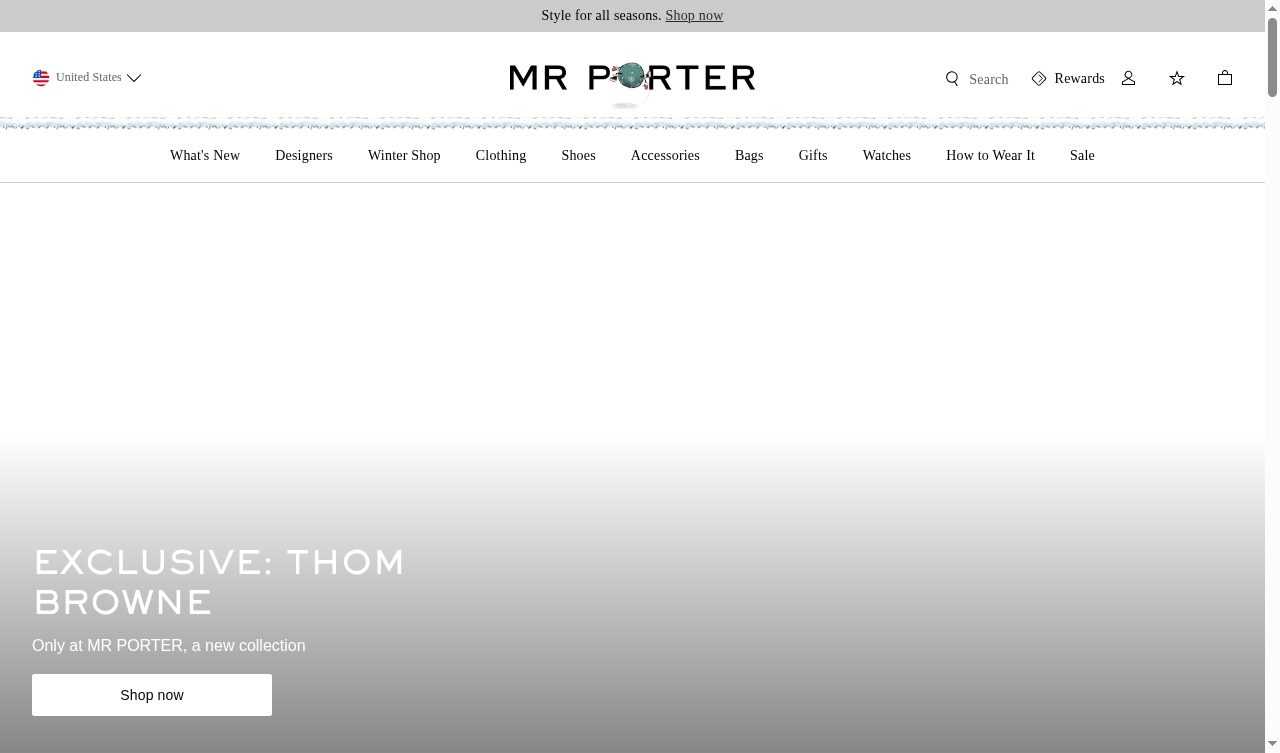 Style for all seasons. Shop now
United States
MR PORTER
Search
Rewards
What's New
Designers
Winter Shop
Clothing
Shoes
Accessories
Bags
Gifts
Watches
How to Wear It
Sale
EXCLUSIVE: THOM
BROWNE
Only at MR PORTER, a new collection
Shop now